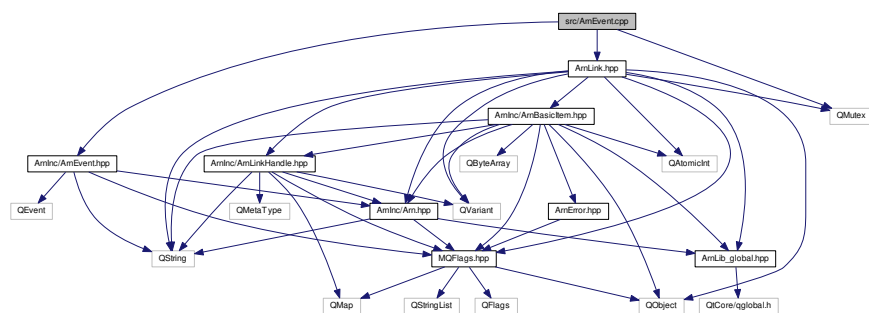 src/ArnEvent.cpp
ArnLink.hpp
ArnInc/ArnBasicItem.hpp
QMutex
ArnInc/ArnEvent.hpp
ArnInc/ArnLinkHandle.hpp
QByteArray
QAtomicInt
QEvent
QMetaType
ArnInc/Arn.hpp
QVariant
ArnError.hpp
QString
MQFlags.hpp
ArnLib_global.hpp
QMap
QStringList
QFlags
QObject
QtCore/qglobal.h